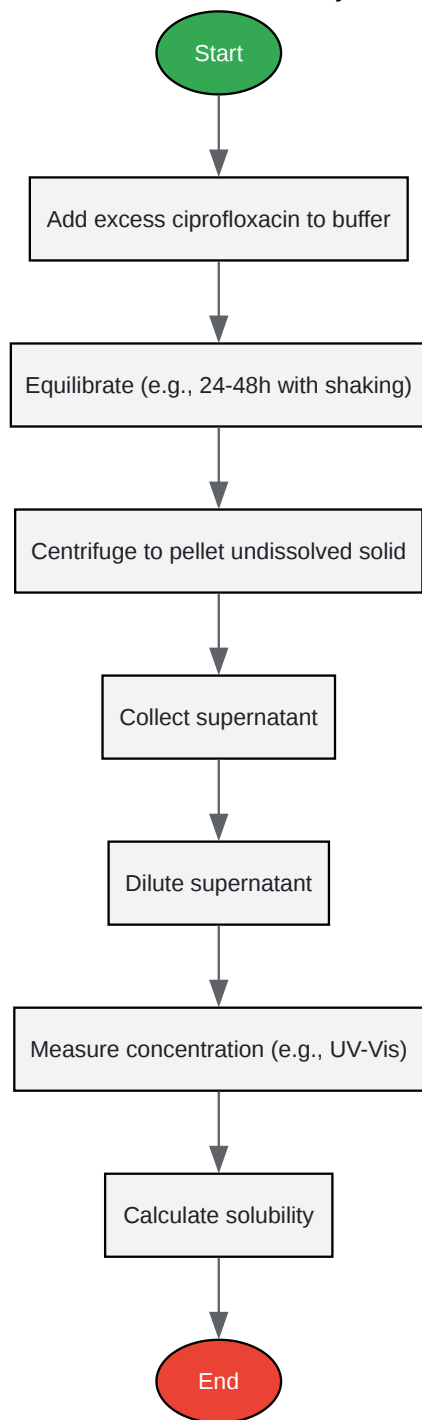 Start
Add excess ciprofloxacin to buffer
Equilibrate (e.g., 24-48h with shaking)
Centrifuge to pellet undissolved solid
Collect supernatant
Dilute supernatant
Measure concentration (e.g., UV-Vis)
Calculate solubility
End